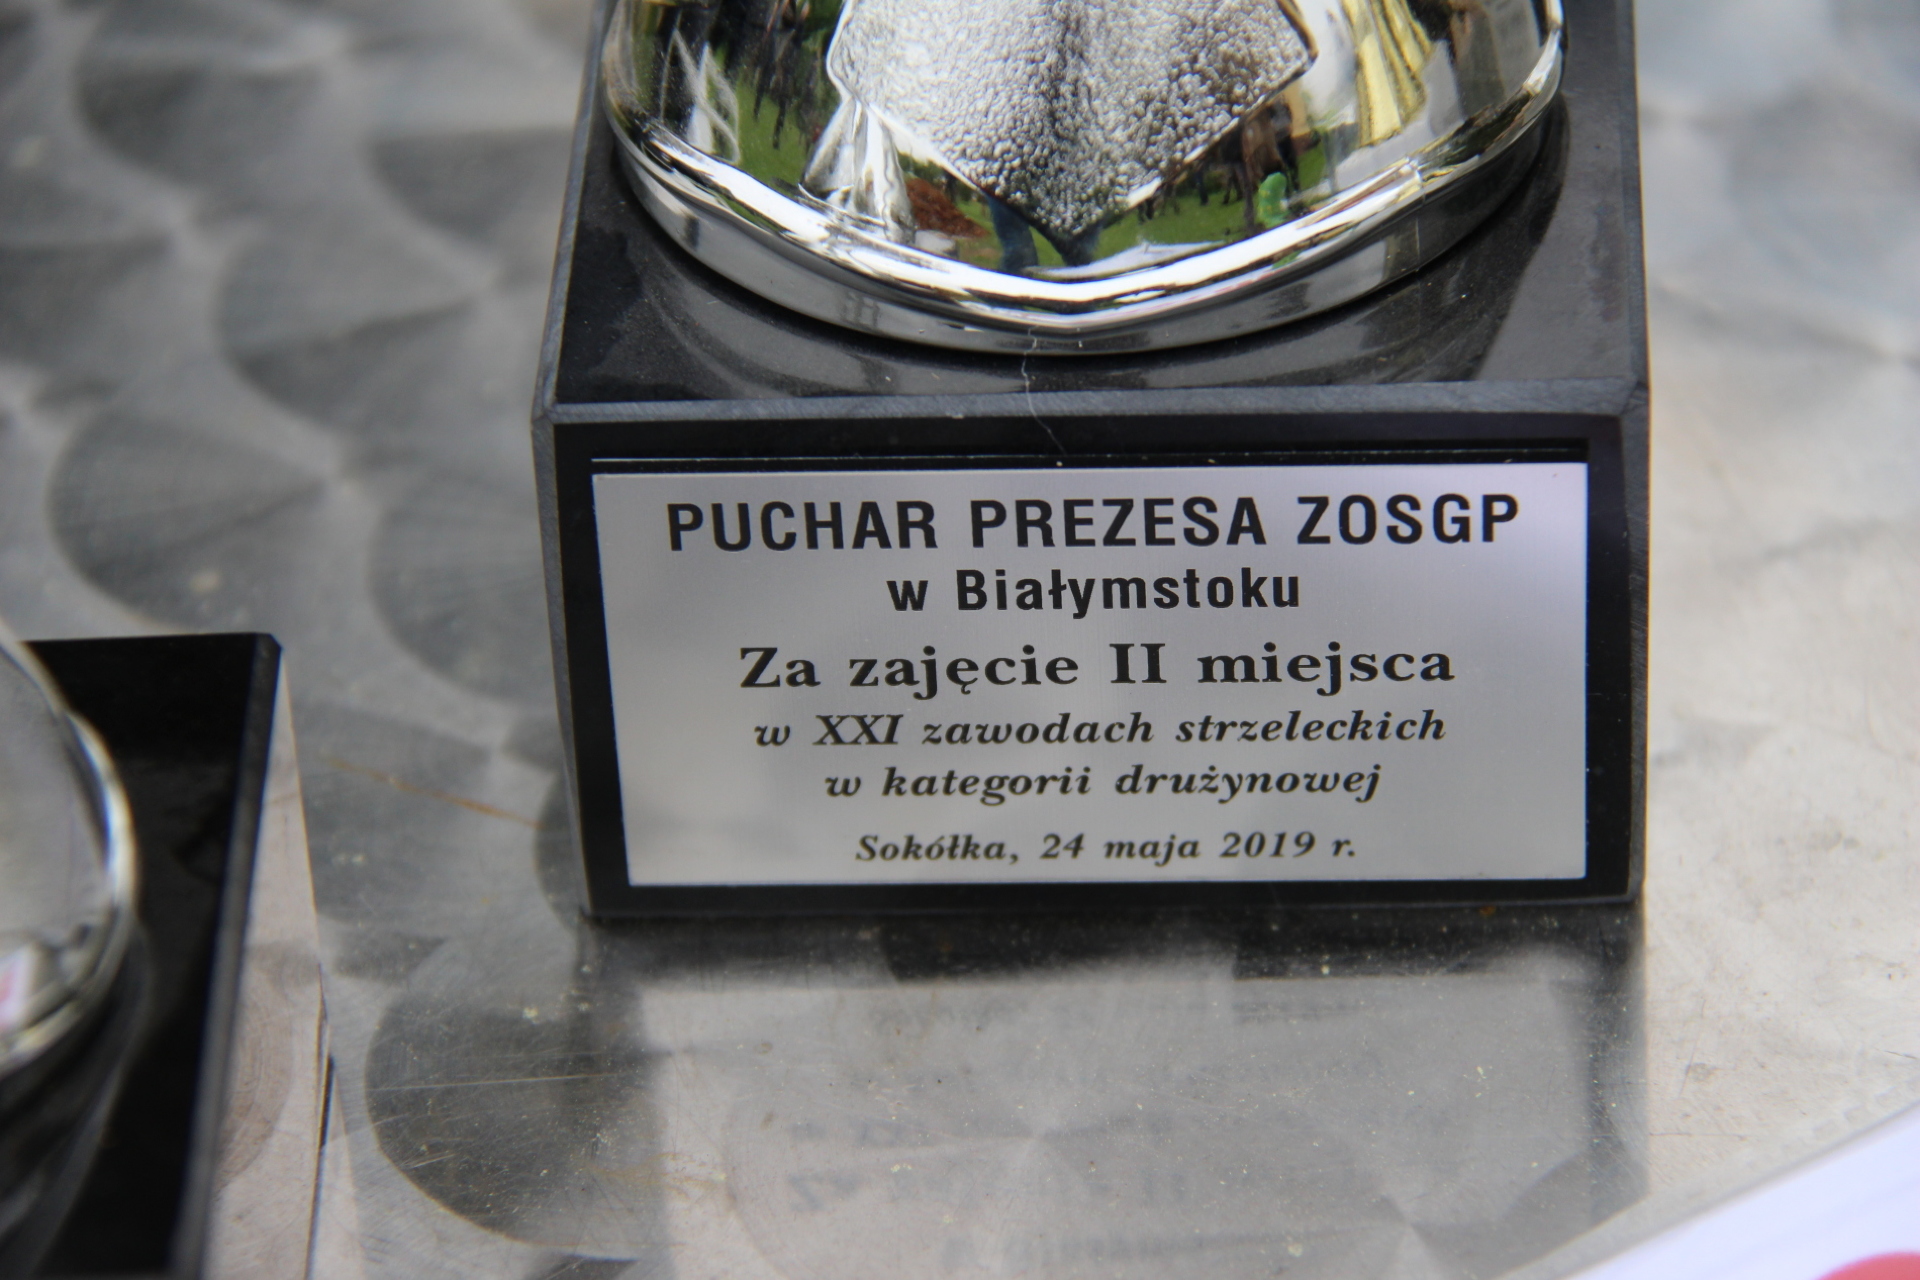 PUCHAR PREZESA ZOSGP
w Białymstoku
Za zajęcie II miejsca
w XXI zawodach strzeleckich
w kategorii drużynowej
Sokółka, 24 maja 2019 r.